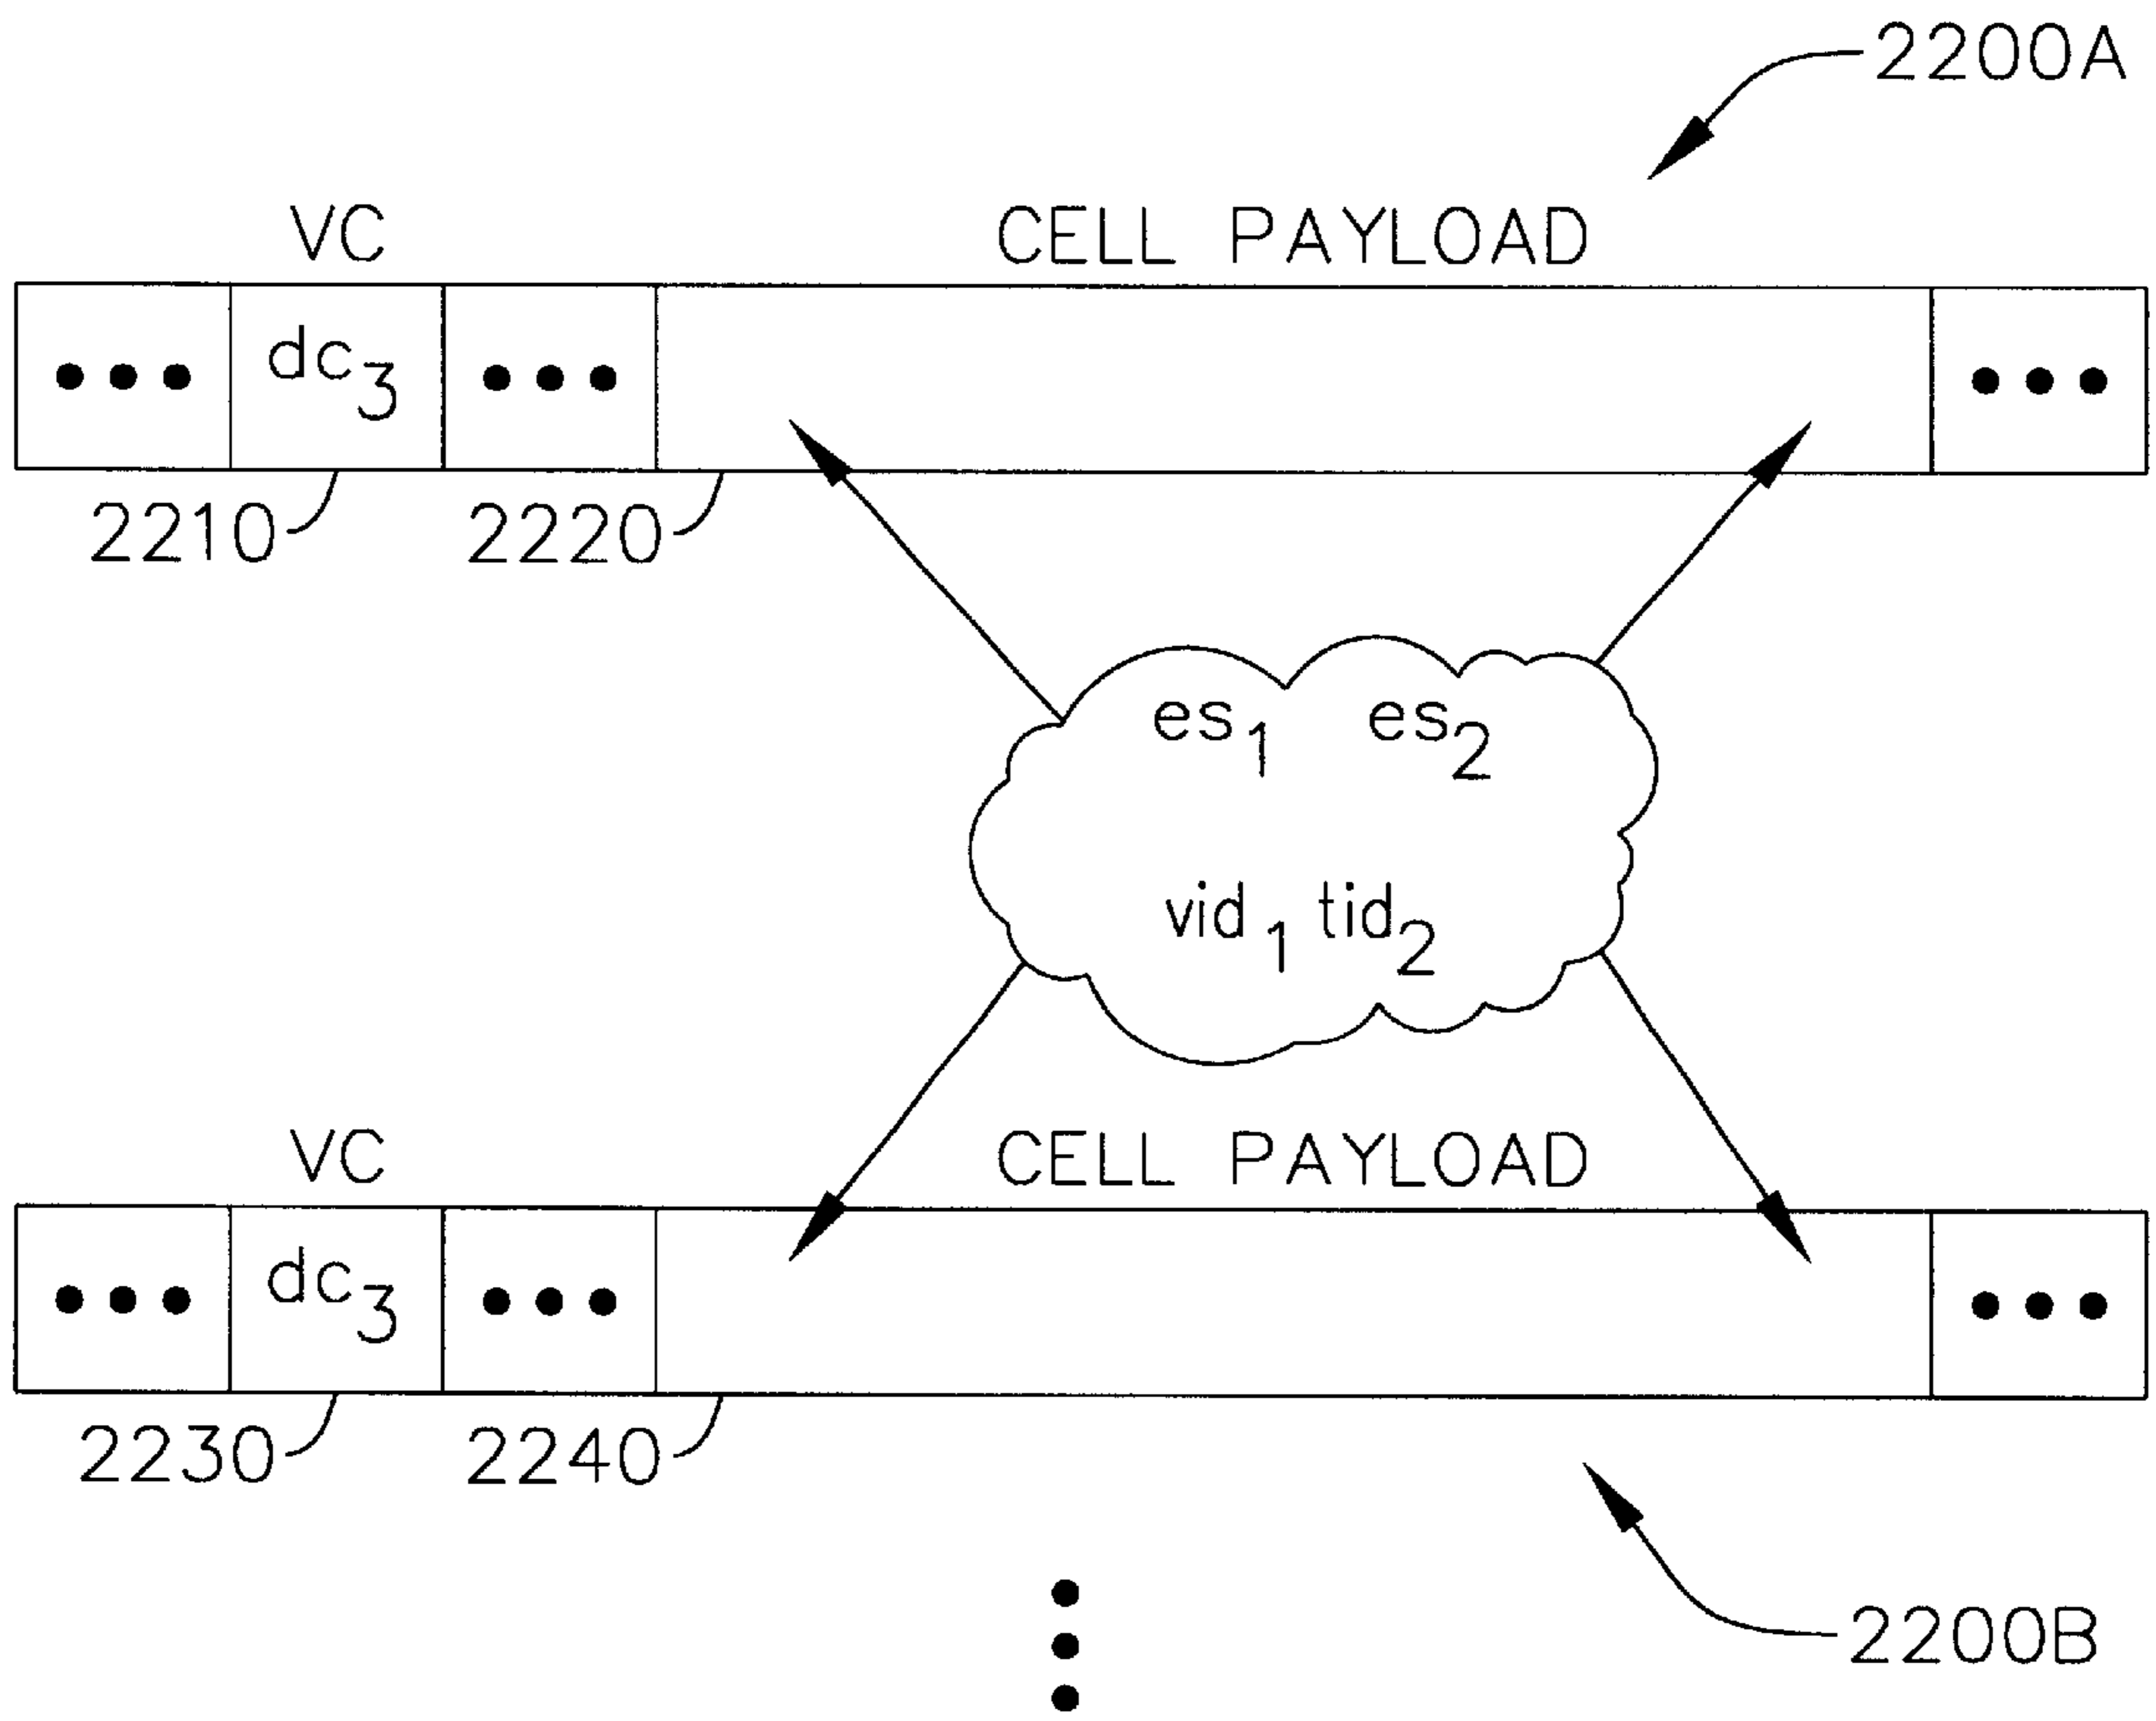 2200A
VC CELL PAYLOAD
••• dc3 ••• •••
2210 2220
es1 es2
vid1 tid2
VC CELL PAYLOAD
••• dc3 ••• •••
2230 2240
2200B